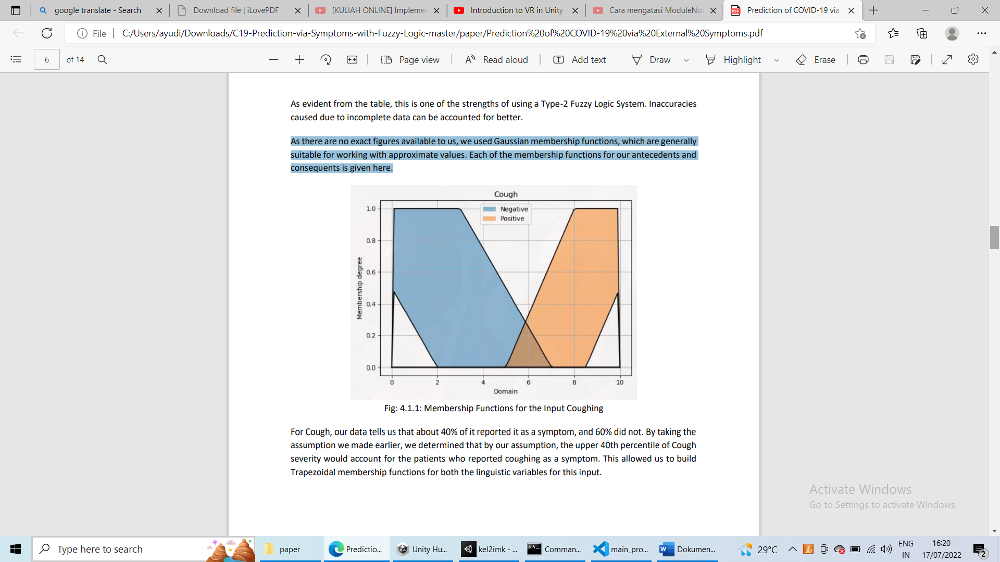 google translate - Search
Download file | iLovePDF
[KULIAH ONLINE] Implemen
Introduction to VR in Unity
Cara mengatasi ModuleNot
Prediction of COVID-19 via
File
C:/Users/ayudi/Downloads/C19-Prediction-via-Symptoms-with-Fuzzy-Logic-master/paper/Prediction%20of%20COVID-19%20via%20External%20Symptoms.pdf
6 of 14
Page view
Read aloud
Add text
Draw
Highlight
Erase
As evident from the table, this is one of the strengths of using a Type-2 Fuzzy Logic System. Inaccuracies
caused due to incomplete data can be accounted for better.
As there are no exact figures available to us, we used Gaussian membership functions, which are generally
suitable for working with approximate values. Each of the membership functions for our antecedents and
consequents is given here.
Cough
Negative
Positive
1.0
0.8
0.6
0.4
0.2
0.0
Membership degree
0 2 4 6 8 10
Domain
Fig: 4.1.1: Membership Functions for the Input Coughing
For Cough, our data tells us that about 40% of it reported it as a symptom, and 60% did not. By taking the
assumption we made earlier, we determined that by our assumption, the upper 40th percentile of Cough
severity would account for the patients who reported coughing as a symptom. This allowed us to build
Trapezoidal membership functions for both the linguistic variables for this input.
Activate Windows
Go to Settings to activate Windows.
Type here to search
paper
Predictio...
Unity Hu...
kel2imk - ...
Comman...
main_pro...
Dokumen...
29°C
ENG
IN
16:20
17/07/2022
2